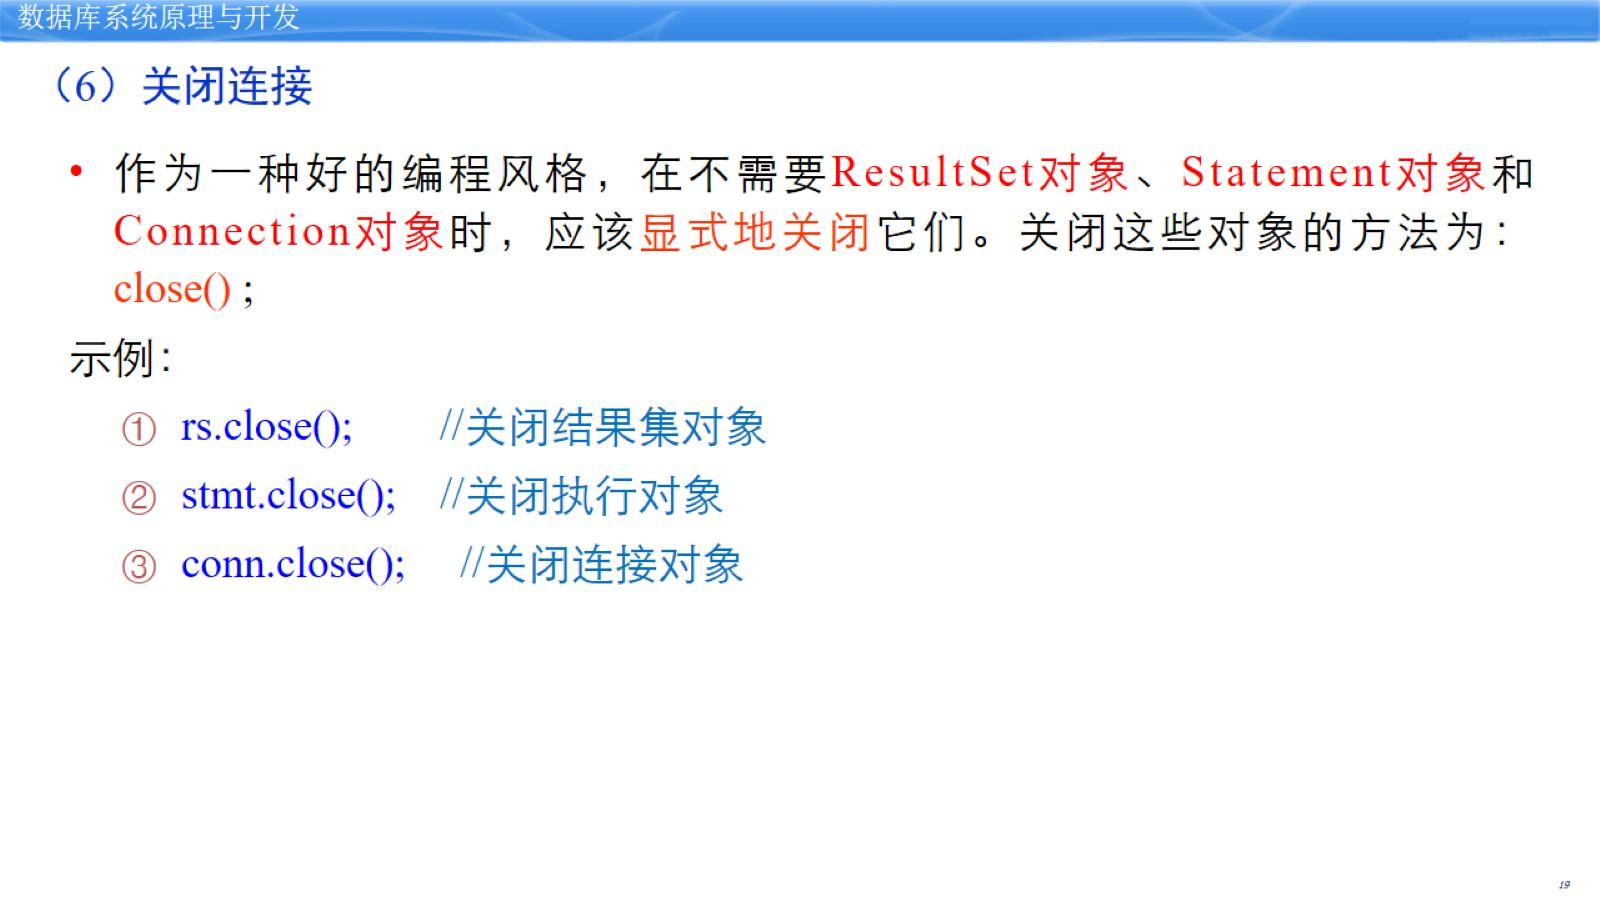 数据库系统原理与开发
（6）关闭连接
• 作为一种好的编程风格，在不需要ResultSet对象、Statement对象和
Connection对象时，应该显式地关闭它们。关闭这些对象的方法为：
close() ;
示例：
① rs.close(); //关闭结果集对象
② stmt.close(); //关闭执行对象
③ conn.close(); //关闭连接对象
19